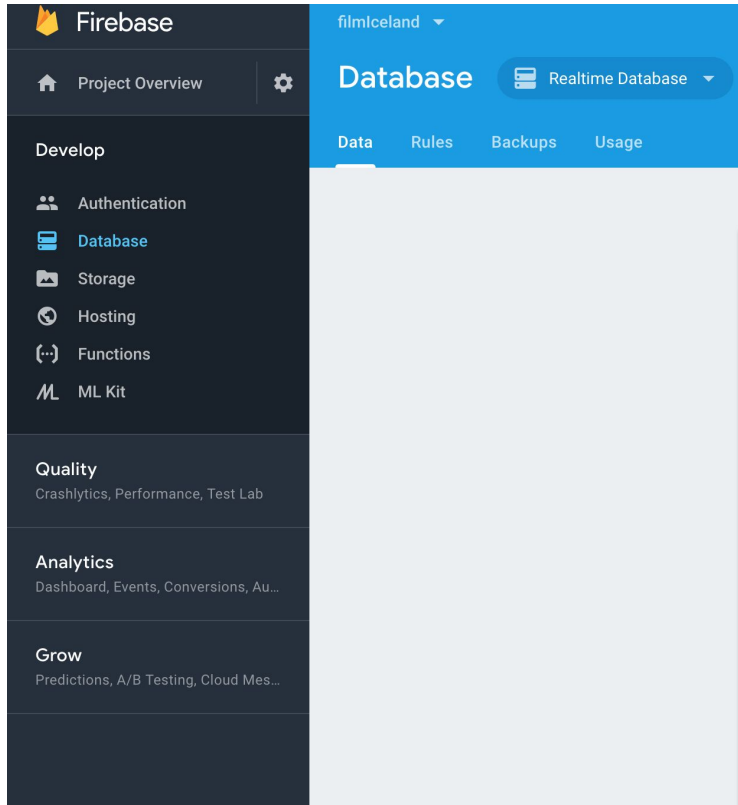 Firebase
Project Overview
Develop
Authentication
Database
Storage
Hosting
Functions
ML Kit
Quality
Crashlytics, Performance, Test Lab
Analytics
Dashboard, Events, Conversions, Au...
Grow
Predictions, A/B Testing, Cloud Mes...
filmIceland
Database
Realtime Database
Data Rules Backups Usage